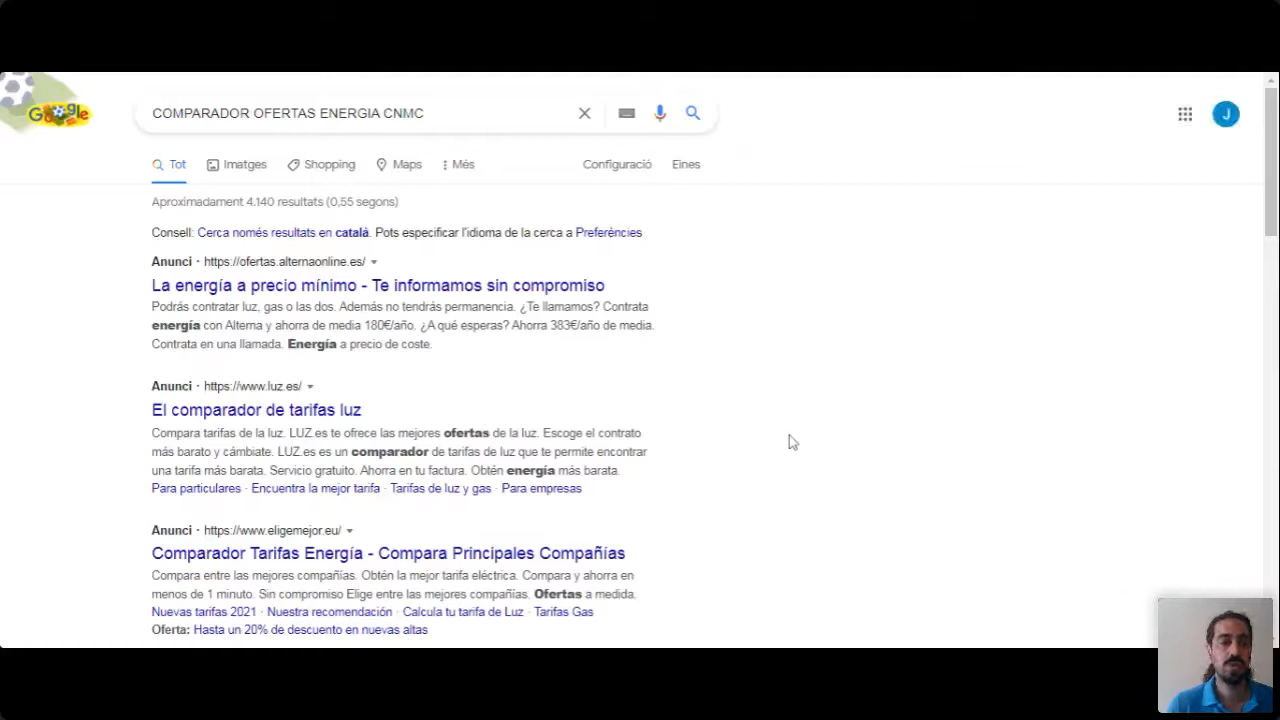 Google
COMPARADOR OFERTAS ENERGIA CNMC
J
Tot Imatges Shopping Maps Més Configuració Eines
Aproximadament 4.140 resultats (0,55 segons)
Consell: Cerca només resultats en català. Pots especificar l'idioma de la cerca a Preferències
Anunci · https://ofertas.alternaonline.es/
La energía a precio mínimo - Te informamos sin compromiso
Podrás contratar luz, gas o las dos. Además no tendrás permanencia. ¿Te llamamos? Contrata
energía con Alterna y ahorra de media 180€/año. ¿A qué esperas? Ahorra 383€/año de media.
Contrata en una llamada. Energía a precio de coste.
Anunci · https://www.luz.es/
El comparador de tarifas luz
Compara tarifas de la luz. LUZ.es te ofrece las mejores ofertas de la luz. Escoge el contrato
más barato y cámbiate. LUZ.es es un comparador de tarifas de luz que te permite encontrar
una tarifa más barata. Servicio gratuito. Ahorra en tu factura. Obtén energía más barata.
Para particulares · Encuentra la mejor tarifa · Tarifas de luz y gas · Para empresas
Anunci · https://www.eligemejor.eu/
Comparador Tarifas Energía - Compara Principales Compañías
Compara entre las mejores compañías. Obtén la mejor tarifa eléctrica. Compara y ahorra en
menos de 1 minuto. Sin compromiso Elige entre las mejores compañías. Ofertas a medida.
Nuevas tarifas 2021 · Nuestra recomendación · Calcula tu tarifa de Luz · Tarifas Gas
Oferta: Hasta un 20% de descuento en nuevas altas